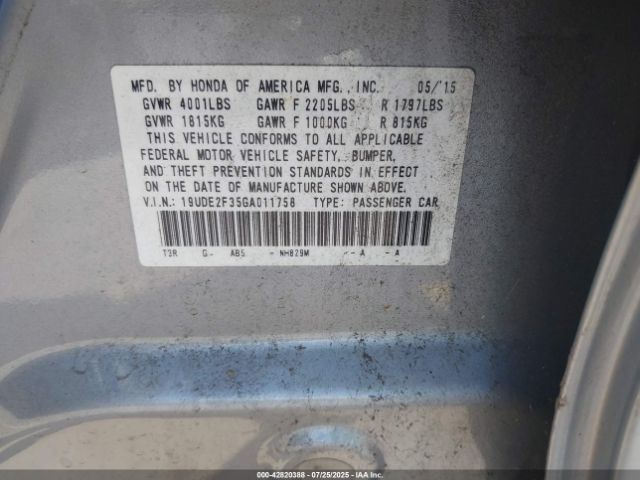 MFD. BY HONDA OF AMERICA MFG., INC. 05/'15
GVWR 4001LBS GAWR F 2205LBS R 1797LBS
GVWR 1815KG GAWR F 1000KG R 815KG
THIS VEHICLE CONFORMS TO ALL APPLICABLE
FEDERAL MOTOR VEHICLE SAFETY, BUMPER,
AND THEFT PREVENTION STANDARDS IN EFFECT
ON THE DATE OF MANUFACTURE SHOWN ABOVE.
V.I.N.: 19UDE2F35GA011758 TYPE: PASSENGER CAR
T3R G- AB5 - NH829M -- A - A
000-42820388 - 07/25/2025 - IAA Inc.